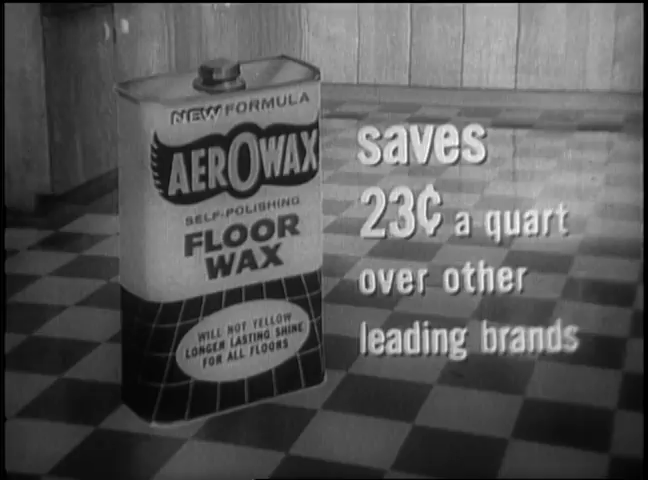 NEW FORMULA
AEROWAX
SELF-POLISHING
FLOOR
WAX
WILL NOT YELLOW
LONGER LASTING SHINE
FOR ALL FLOORS
saves
23¢ a quart
over other
leading brands